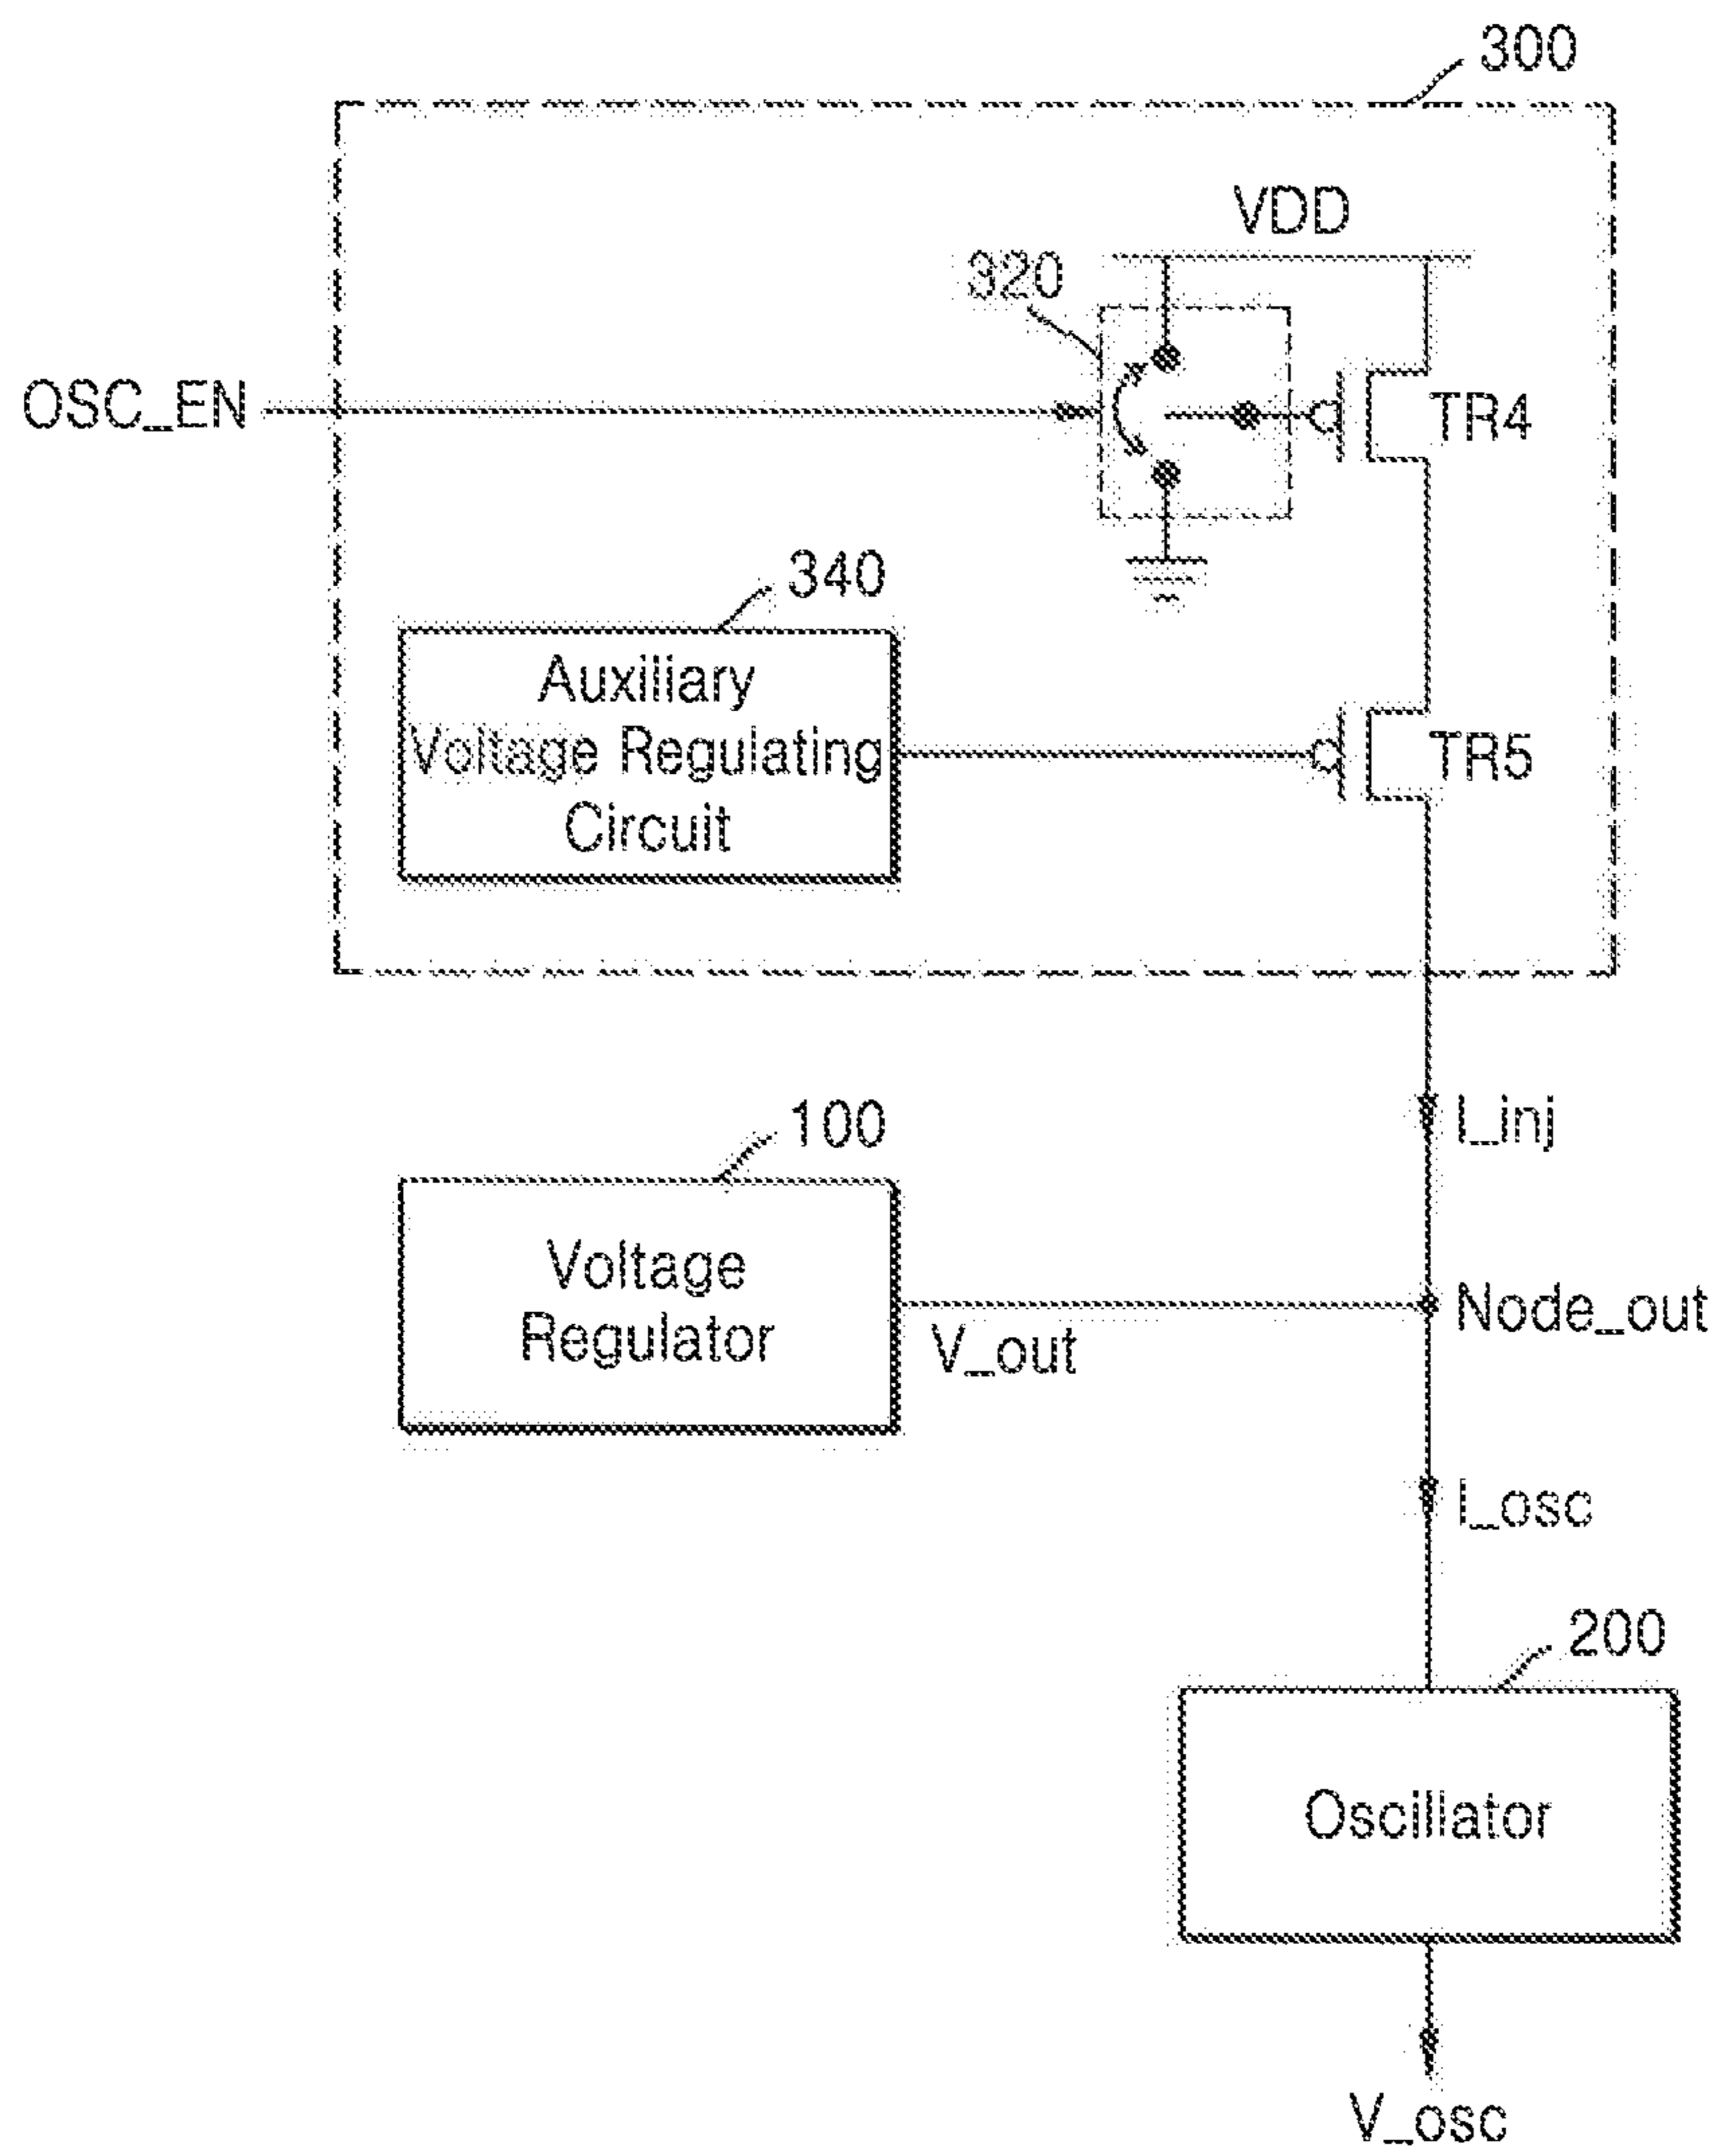 300
VDD
320
OSC_EN
TR4
340
Auxiliary
Voltage Regulating
Circuit
TR5
100
I_inj
Voltage
Regulator
V_out
Node_out
I_osc
200
Oscillator
V_osc